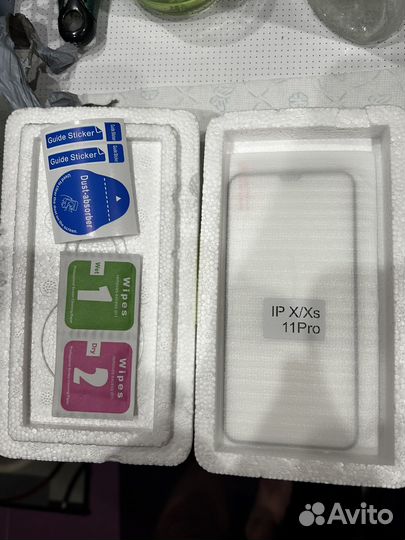 Guide Sticker
Guide Sticker
Dust-absorber
Wet
1
Wipes
Dry
2
Wipes
IP X/Xs
11Pro
Avito